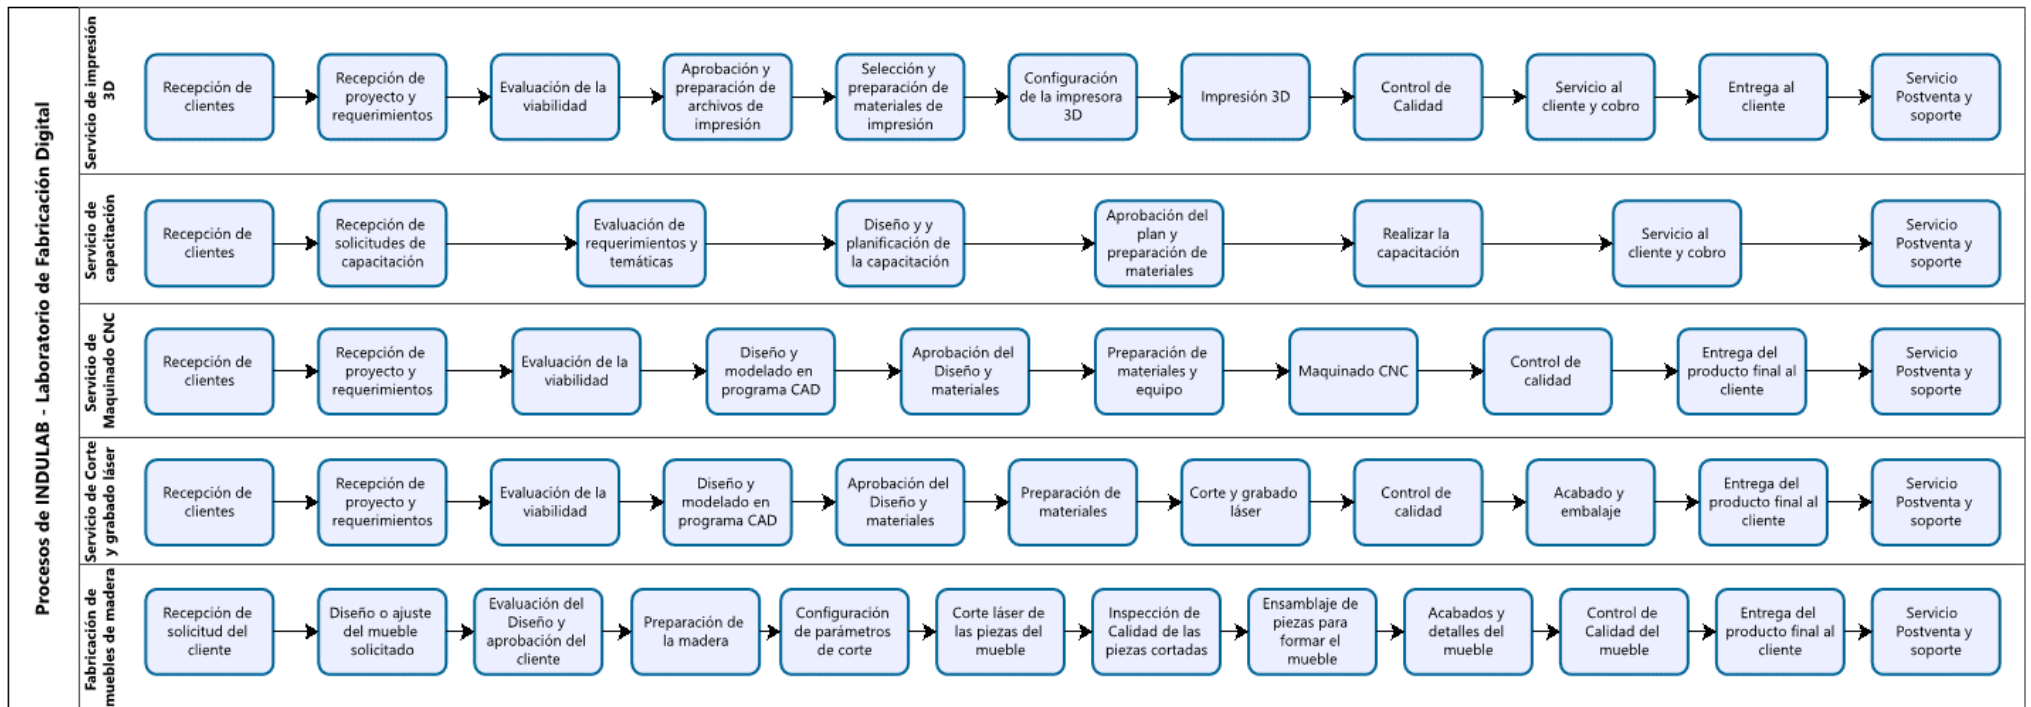 Procesos de INDULAB - Laboratorio de Fabricación Digital
Servicio de impresión
3D
Recepción de
clientes
Recepción de
proyecto y
requerimientos
Evaluación de la
viabilidad
Aprobación y
preparación de
archivos de
impresión
Selección y
preparación de
materiales de
impresión
Configuración
de la impresora
3D
Impresión 3D
Control de
Calidad
Servicio al
cliente y cobro
Entrega al
cliente
Servicio
Postventa y
soporte
Servicio de
capacitación
Recepción de
clientes
Recepción de
solicitudes de
capacitación
Evaluación de
requerimientos y
temáticas
Diseño y y
planificación de
la capacitación
Aprobación del
plan y
preparación de
materiales
Realizar la
capacitación
Servicio al
cliente y cobro
Servicio
Postventa y
soporte
Servicio de
Maquinado CNC
Recepción de
clientes
Recepción de
proyecto y
requerimientos
Evaluación de la
viabilidad
Diseño y
modelado en
programa CAD
Aprobación del
Diseño y
materiales
Preparación de
materiales y
equipo
Maquinado CNC
Control de
calidad
Entrega del
producto final al
cliente
Servicio
Postventa y
soporte
Servicio de Corte
y grabado láser
Recepción de
clientes
Recepción de
proyecto y
requerimientos
Evaluación de la
viabilidad
Diseño y
modelado en
programa CAD
Aprobación del
Diseño y
materiales
Preparación de
materiales
Corte y grabado
láser
Control de
calidad
Acabado y
embalaje
Entrega del
producto final al
cliente
Servicio
Postventa y
soporte
Fabricación de
muebles de madera
Recepción de
solicitud del
cliente
Diseño o ajuste
del mueble
solicitado
Evaluación del
Diseño y
aprobación del
cliente
Preparación de
la madera
Configuración
de parámetros
de corte
Corte láser de
las piezas del
mueble
Inspección de
Calidad de las
piezas cortadas
Ensamblaje de
piezas para
formar el
mueble
Acabados y
detalles del
mueble
Control de
Calidad del
mueble
Entrega del
producto final al
cliente
Servicio
Postventa y
soporte